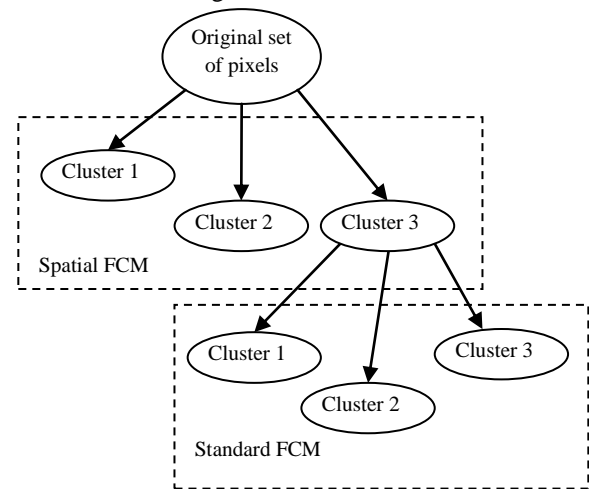 Original set
of pixels
Cluster 1
Cluster 2
Cluster 3
Spatial FCM
Cluster 1
Cluster 3
Cluster 2
Standard FCM